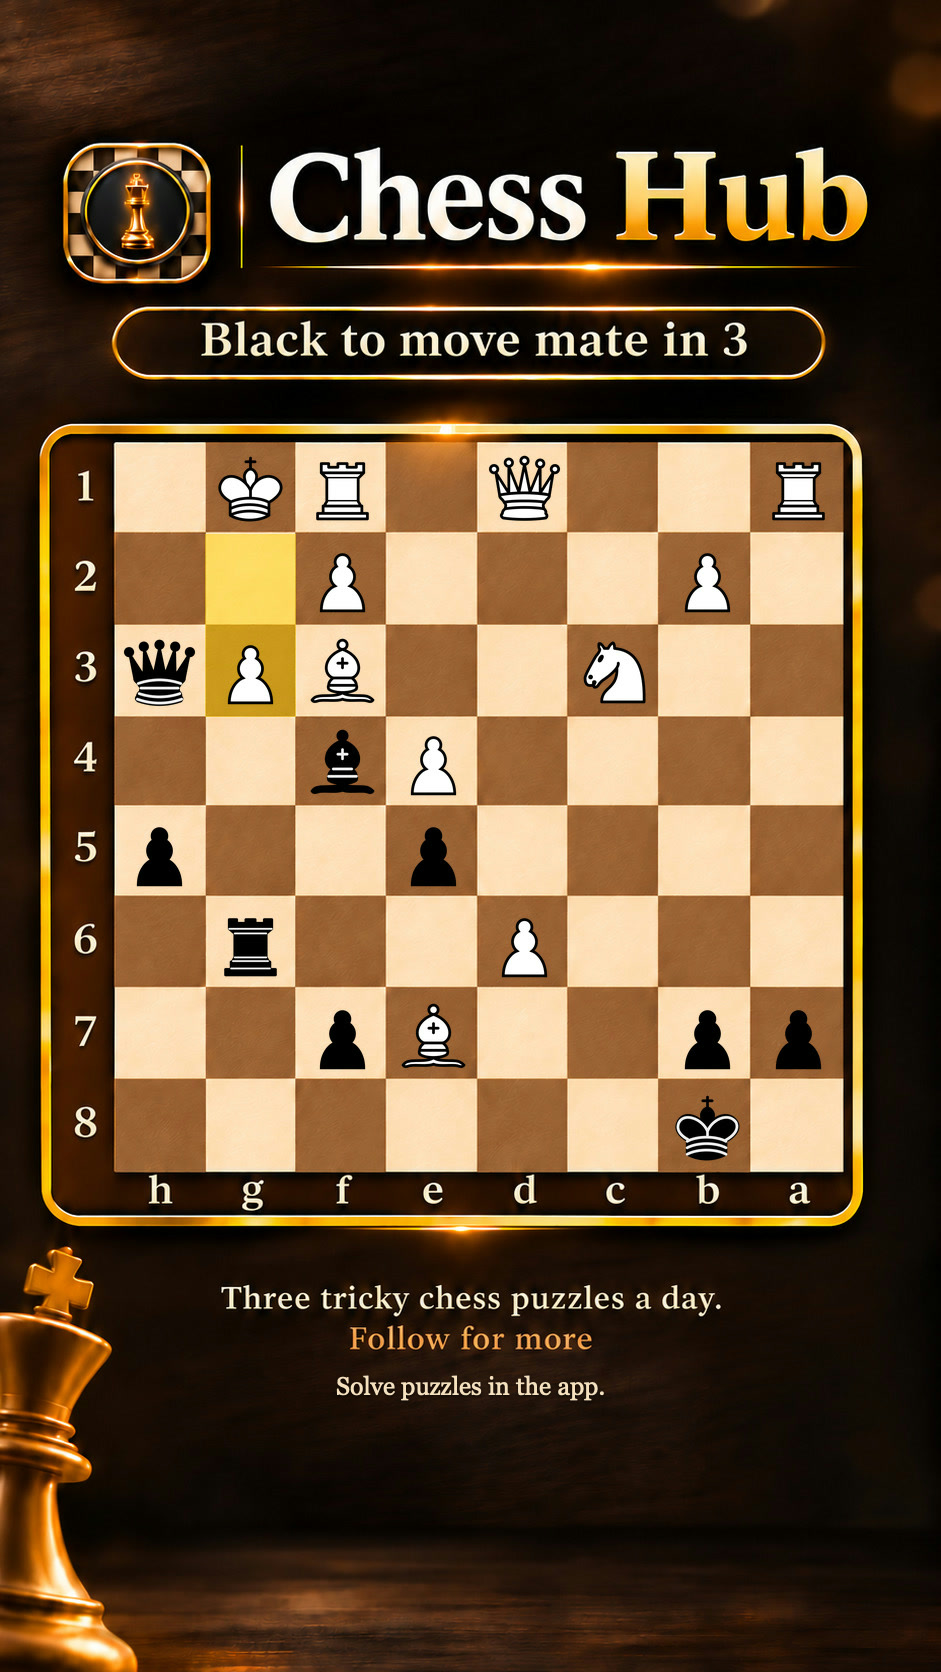 Chess Hub
Black to move mate in 3
1
2
3
4
5
6
7
8
h g f e d c b a
Three tricky chess puzzles a day.
Follow for more
Solve puzzles in the app.